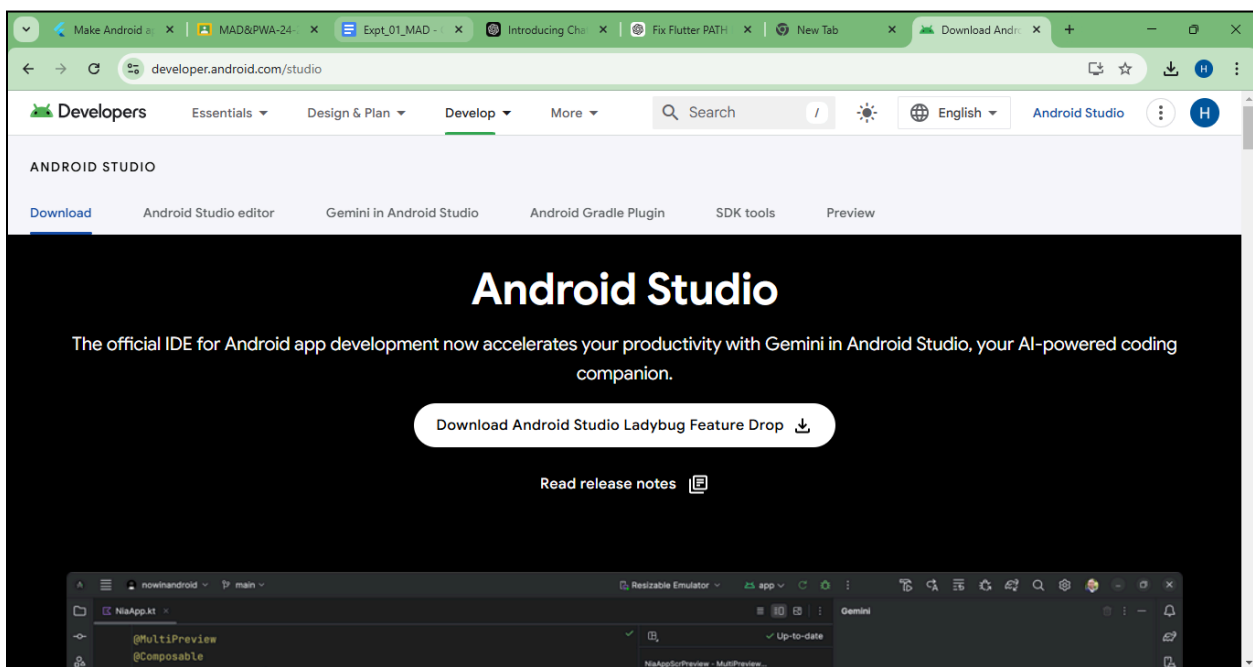 Make Android a
MAD&PWA-24-
Expt_01_MAD -
Introducing Cha
Fix Flutter PATH
New Tab
Download Andro
developer.android.com/studio
H
Developers
Essentials
Design & Plan
Develop
More
Search
/
English
Android Studio
H
ANDROID STUDIO
Download
Android Studio editor
Gemini in Android Studio
Android Gradle Plugin
SDK tools
Preview
Android Studio
The official IDE for Android app development now accelerates your productivity with Gemini in Android Studio, your AI-powered coding
companion.
Download Android Studio Ladybug Feature Drop
Read release notes
nowinandroid
main
Resizable Emulator
app
NiaApp.kt
Gemini
@MultiPreview
Up-to-date
@Composable
NiaAppScrPreview - MultiPreview...